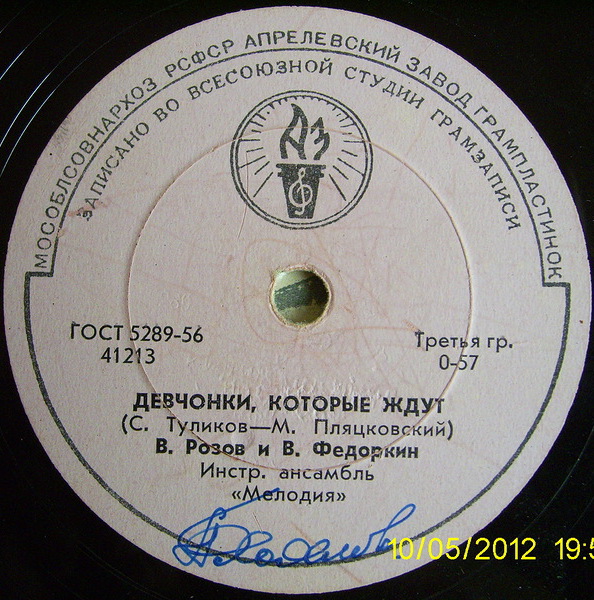 МОСОБЛСОВНАРХОЗ РСФСР АПРЕЛЕВСКИЙ ЗАВОД ГРАМПЛАСТИНОК
ЗАПИСАНО ВО ВСЕСОЮЗНОЙ СТУДИИ ГРАМЗАПИСИ
АЗ
ГОСТ 5289-56
41213
Третья гр.
0-57
ДЕВЧОНКИ, КОТОРЫЕ ЖДУТ
(С. Туликов—М. Пляцковский)
В. Розов и В. Федоркин
Инстр. ансамбль
«Мелодия»
10/05/2012 19:5